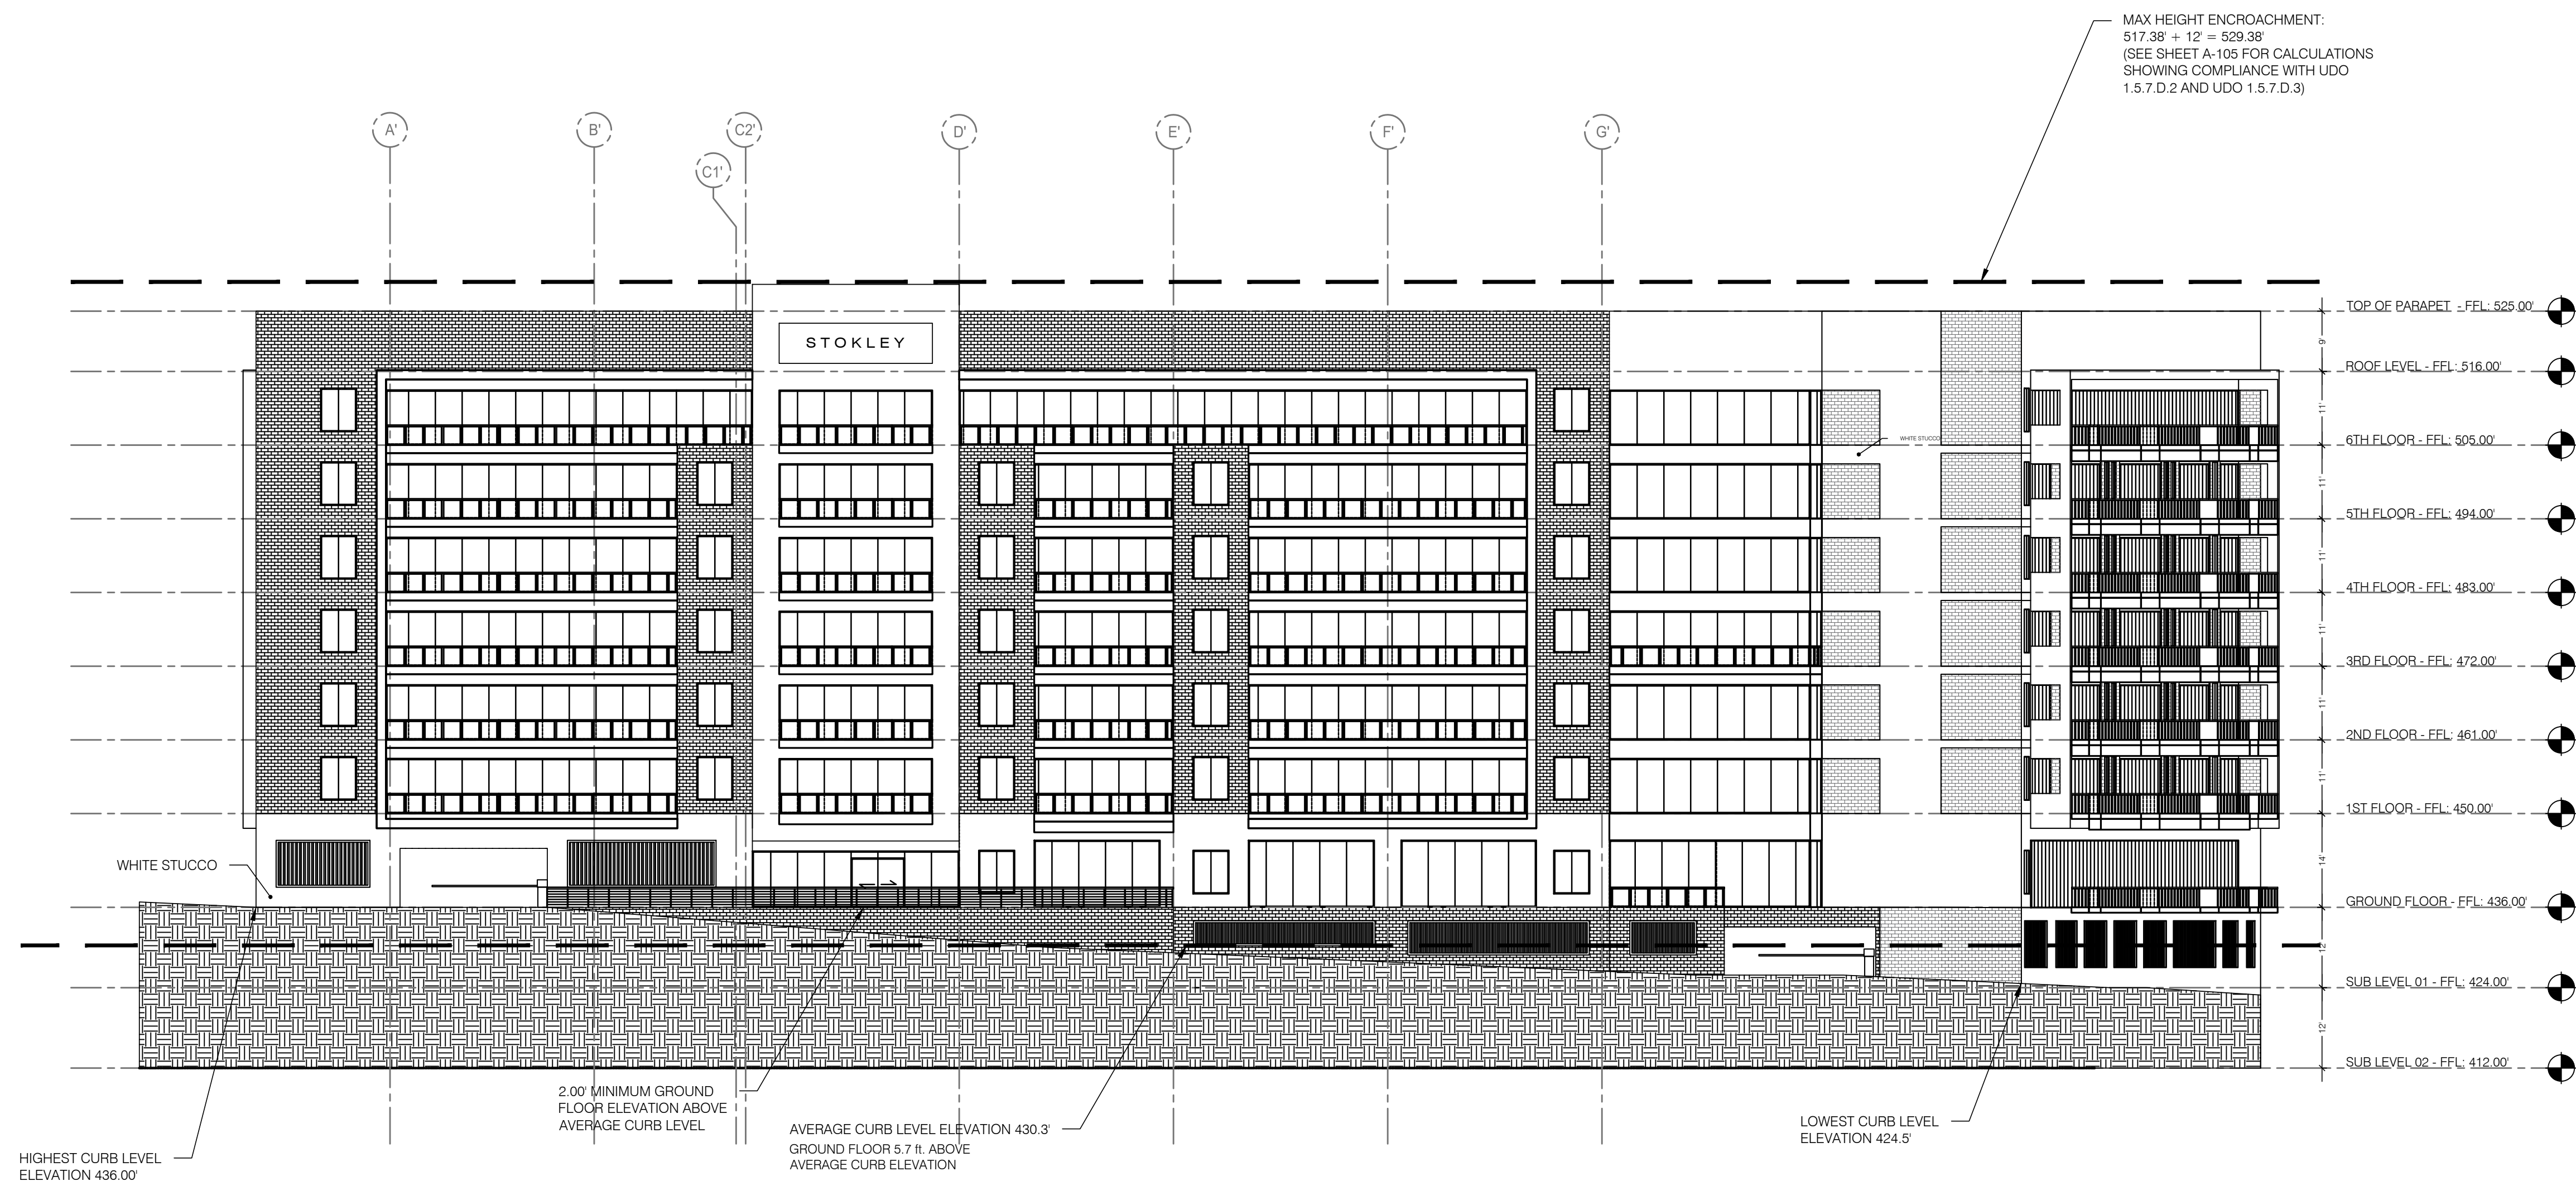 MAX HEIGHT ENCROACHMENT:
517.38' + 12' = 529.38'
(SEE SHEET A-105 FOR CALCULATIONS
SHOWING COMPLIANCE WITH UDO
1.5.7.D.2 AND UDO 1.5.7.D.3)
A'
B'
C2'
D'
E'
F'
G'
C1'
TOP OF PARAPET - FFL: 525.00'
STOKLEY
9'
ROOF LEVEL - FFL: 516.00'
11'
WHITE STUCCO
6TH FLOOR - FFL: 505.00'
11'
5TH FLOOR - FFL: 494.00'
11'
4TH FLOOR - FFL: 483.00'
11'
3RD FLOOR - FFL: 472.00'
11'
2ND FLOOR - FFL: 461.00'
11'
1ST FLOOR - FFL: 450.00'
14'
WHITE STUCCO
GROUND FLOOR - FFL: 436.00'
12'
SUB LEVEL 01 - FFL: 424.00'
12'
SUB LEVEL 02 - FFL: 412.00'
2.00' MINIMUM GROUND
FLOOR ELEVATION ABOVE
AVERAGE CURB LEVEL
AVERAGE CURB LEVEL ELEVATION 430.3'
GROUND FLOOR 5.7 ft. ABOVE
AVERAGE CURB ELEVATION
LOWEST CURB LEVEL
ELEVATION 424.5'
HIGHEST CURB LEVEL
ELEVATION 436.00'